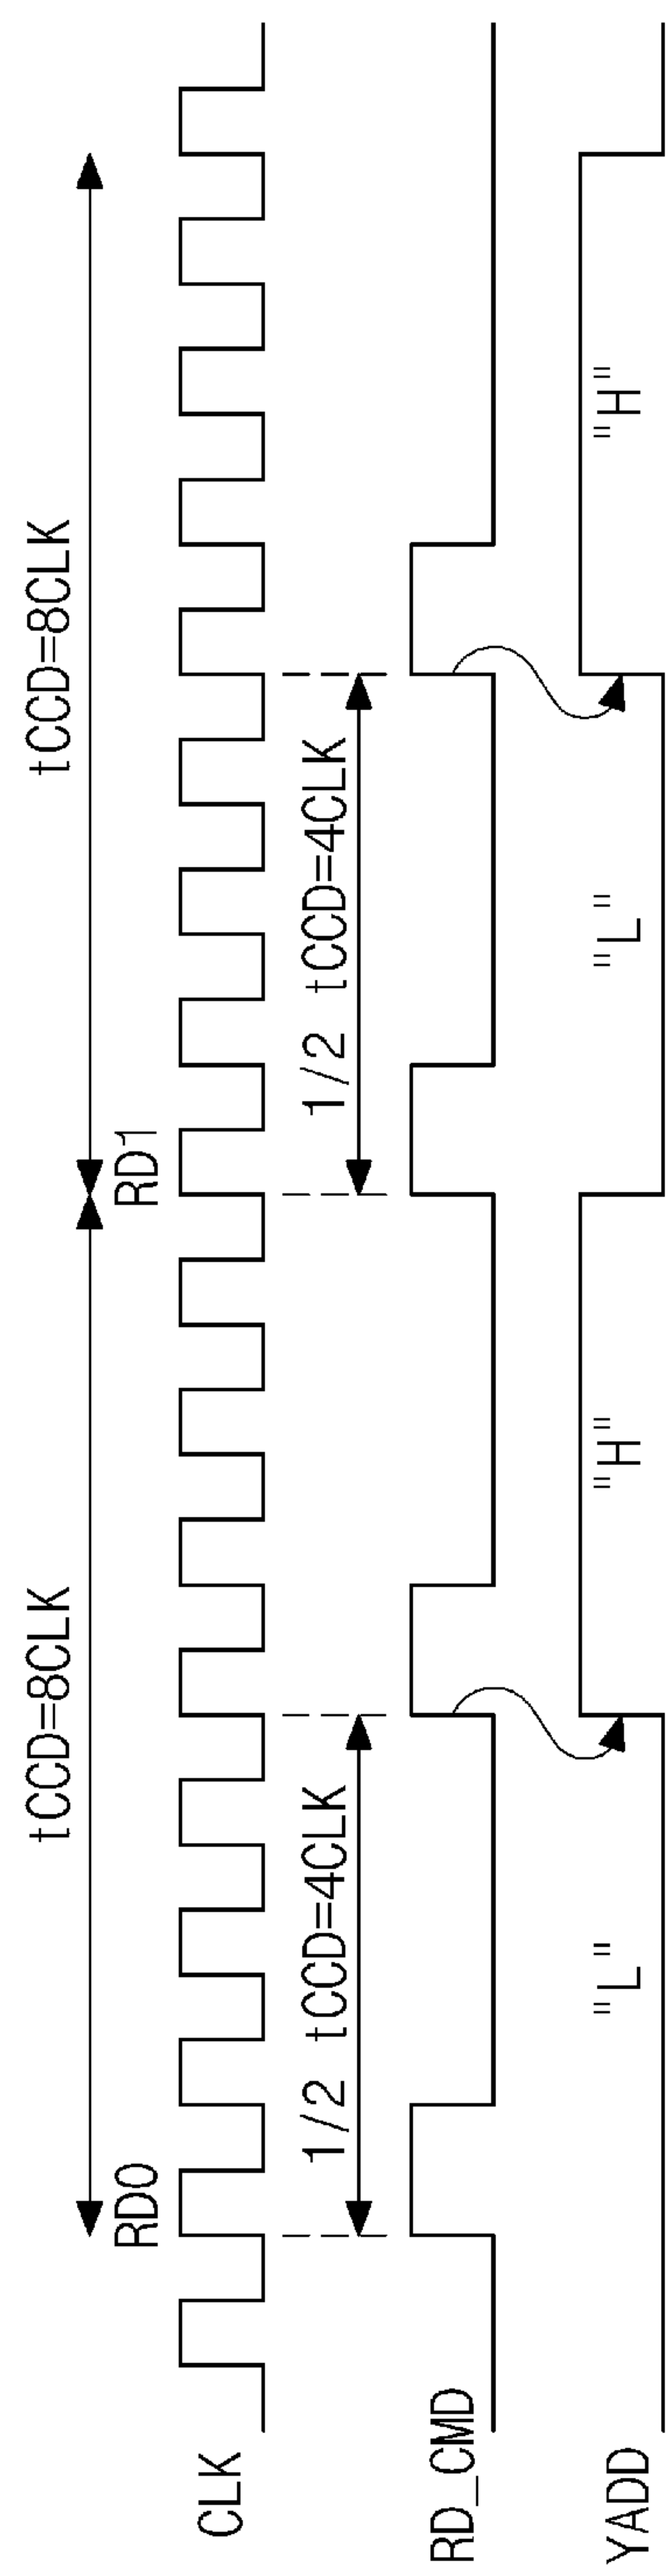 tCCD=8CLK tCCD=8CLK
RD0 RD1
CLK
1/2 tCCD=4CLK 1/2 tCCD=4CLK
RD_CMD
YADD "L" "H" "L" "H"